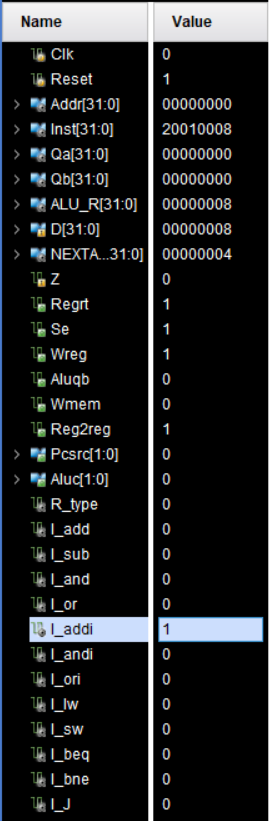 Name Value
Clk 0
Reset 1
Addr[31:0] 00000000
Inst[31:0] 20010008
Qa[31:0] 00000000
Qb[31:0] 00000000
ALU_R[31:0] 00000008
D[31:0] 00000008
NEXTA...31:0] 00000004
Z 0
Regrt 1
Se 1
Wreg 1
Aluqb 0
Wmem 0
Reg2reg 1
Pcsrc[1:0] 0
Aluc[1:0] 0
R_type 0
I_add 0
I_sub 0
I_and 0
I_or 0
I_addi 1
I_andi 0
I_ori 0
I_lw 0
I_sw 0
I_beq 0
I_bne 0
I_J 0